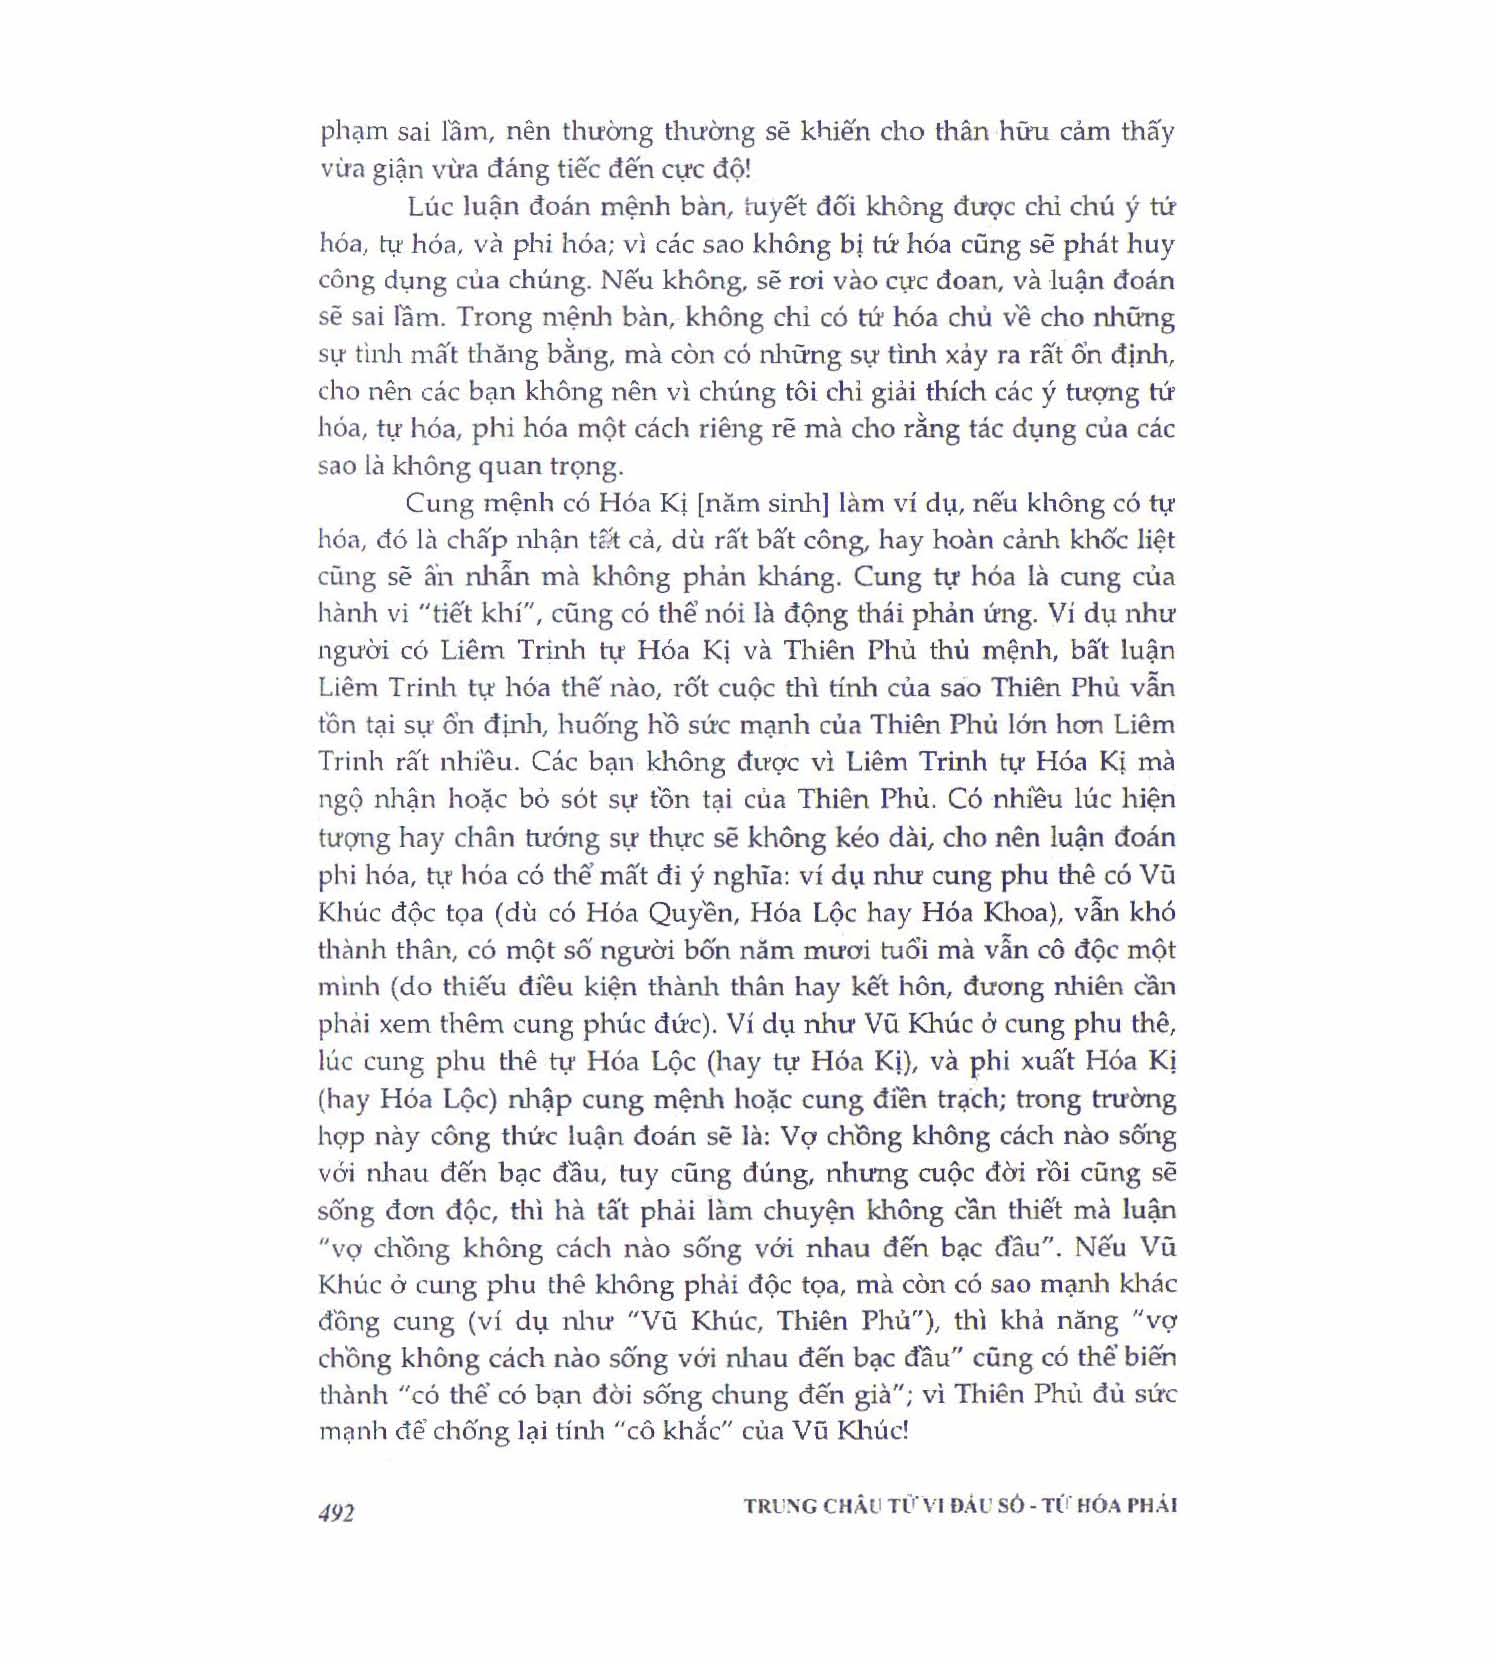 phạm sai lầm, nên thường thường sẽ khiến cho thân hữu cảm thấy
vừa giận vừa đáng tiếc đến cực độ!
Lúc luận đoán mệnh bàn, tuyết đối không được chỉ chú ý tứ
hóa, tự hóa, và phi hóa; vì các sao không bị tứ hóa cũng sẽ phát huy
công dụng của chúng. Nếu không, sẽ rơi vào cực đoan, và luận đoán
sẽ sai lầm. Trong mệnh bàn, không chỉ có tứ hóa chủ về cho những
sự tình mất thăng bằng, mà còn có những sự tình xảy ra rất ổn định,
cho nên các bạn không nên vì chúng tôi chỉ giải thích các ý tượng tứ
hóa, tự hóa, phi hóa một cách riêng rẽ mà cho rằng tác dụng của các
sao là không quan trọng.
Cung mệnh có Hóa Kị [năm sinh] làm ví dụ, nếu không có tự
hóa, đó là chấp nhận tất cả, dù rất bất công, hay hoàn cảnh khốc liệt
cũng sẽ ẩn nhẫn mà không phản kháng. Cung tự hóa là cung của
hành vi "tiết khí", cũng có thể nói là động thái phản ứng. Ví dụ như
người có Liêm Trinh tự Hóa Kị và Thiên Phủ thủ mệnh, bất luận
Liêm Trinh tự hóa thế nào, rốt cuộc thì tính của sao Thiên Phủ vẫn
tồn tại sự ổn định, huống hồ sức mạnh của Thiên Phủ lớn hơn Liêm
Trinh rất nhiều. Các bạn không được vì Liêm Trinh tự Hóa Kị mà
ngộ nhận hoặc bỏ sót sự tồn tại của Thiên Phủ. Có nhiều lúc hiện
tượng hay chân tướng sự thực sẽ không kéo dài, cho nên luận đoán
phi hóa, tự hóa có thể mất đi ý nghĩa: ví dụ như cung phu thê có Vũ
Khúc độc tọa (dù có Hóa Quyền, Hóa Lộc hay Hóa Khoa), vẫn khó
thành thân, có một số người bốn năm mươi tuổi mà vẫn cô độc một
mình (do thiếu điều kiện thành thân hay kết hôn, đương nhiên cần
phải xem thêm cung phúc đức). Ví dụ như Vũ Khúc ở cung phu thê,
lúc cung phu thê tự Hóa Lộc (hay tự Hóa Kị), và phi xuất Hóa Kị
(hay Hóa Lộc) nhập cung mệnh hoặc cung điền trạch; trong trường
hợp này công thức luận đoán sẽ là: Vợ chồng không cách nào sống
với nhau đến bạc đầu, tuy cũng đúng, nhưng cuộc đời rồi cũng sẽ
sống đơn độc, thì hà tất phải làm chuyện không cần thiết mà luận
"vợ chồng không cách nào sống với nhau đến bạc đầu". Nếu Vũ
Khúc ở cung phu thê không phải độc tọa, mà còn có sao mạnh khác
đồng cung (ví dụ như "Vũ Khúc, Thiên Phủ"), thì khả năng "vợ
chồng không cách nào sống với nhau đến bạc đầu" cũng có thể biến
thành "có thể có bạn đời sống chung đến già"; vì Thiên Phủ đủ sức
mạnh để chống lại tính "cô khắc" của Vũ Khúc!
492
TRUNG CHÂU TỬ VI ĐẨU SỐ - TỨ HÓA PHÁI